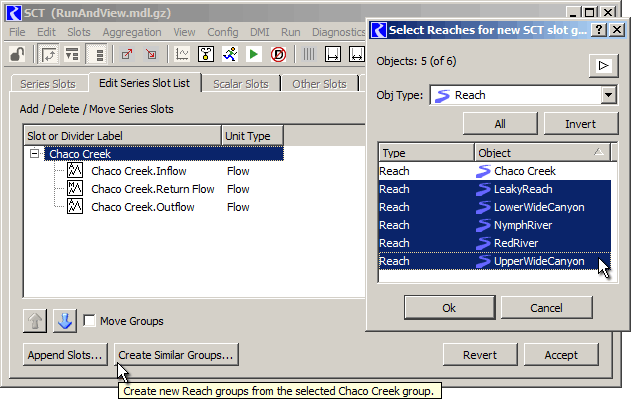 SCT (RunAndView.mdl.gz)
File Edit Slots Aggregation View Config DMI Run Diagnostics
Series Slots Edit Series Slot List Scalar Slots Other Slots
Add / Delete / Move Series Slots
Slot or Divider Label Unit Type
Chaco Creek
Chaco Creek.Inflow Flow
Chaco Creek.Return Flow Flow
Chaco Creek.Outflow Flow
Move Groups
Append Slots... Create Similar Groups... Revert Accept
Create new Reach groups from the selected Chaco Creek group.
Select Reaches for new SCT slot g...
Objects: 5 (of 6)
Obj Type: Reach
All Invert
Type Object
Reach Chaco Creek
Reach LeakyReach
Reach LowerWideCanyon
Reach NymphRiver
Reach RedRiver
Reach UpperWideCanyon
Ok Cancel